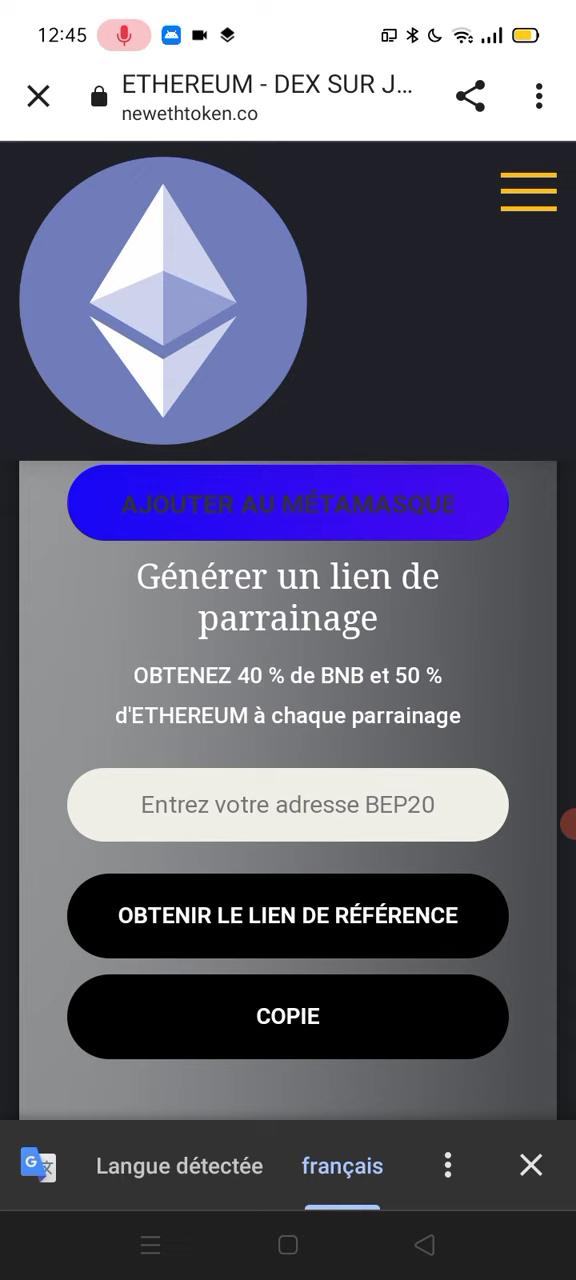 12:45
ETHEREUM - DEX SUR J...
newethtoken.co
AJOUTER AU MÉTAMASQUE
Générer un lien de
parrainage
OBTENEZ 40 % de BNB et 50 %
d'ETHEREUM à chaque parrainage
Entrez votre adresse BEP20
OBTENIR LE LIEN DE RÉFÉRENCE
COPIE
G 文
Langue détectée français